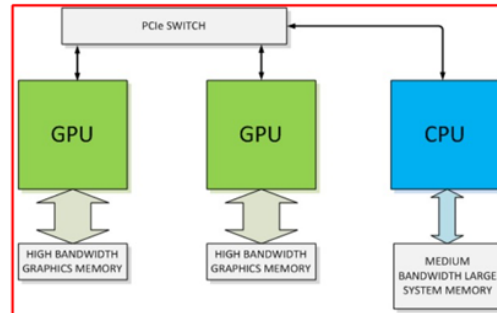 PCIe SWITCH
GPU
GPU
CPU
HIGH BANDWIDTH
GRAPHICS MEMORY
HIGH BANDWIDTH
GRAPHICS MEMORY
MEDIUM
BANDWIDTH LARGE
SYSTEM MEMORY